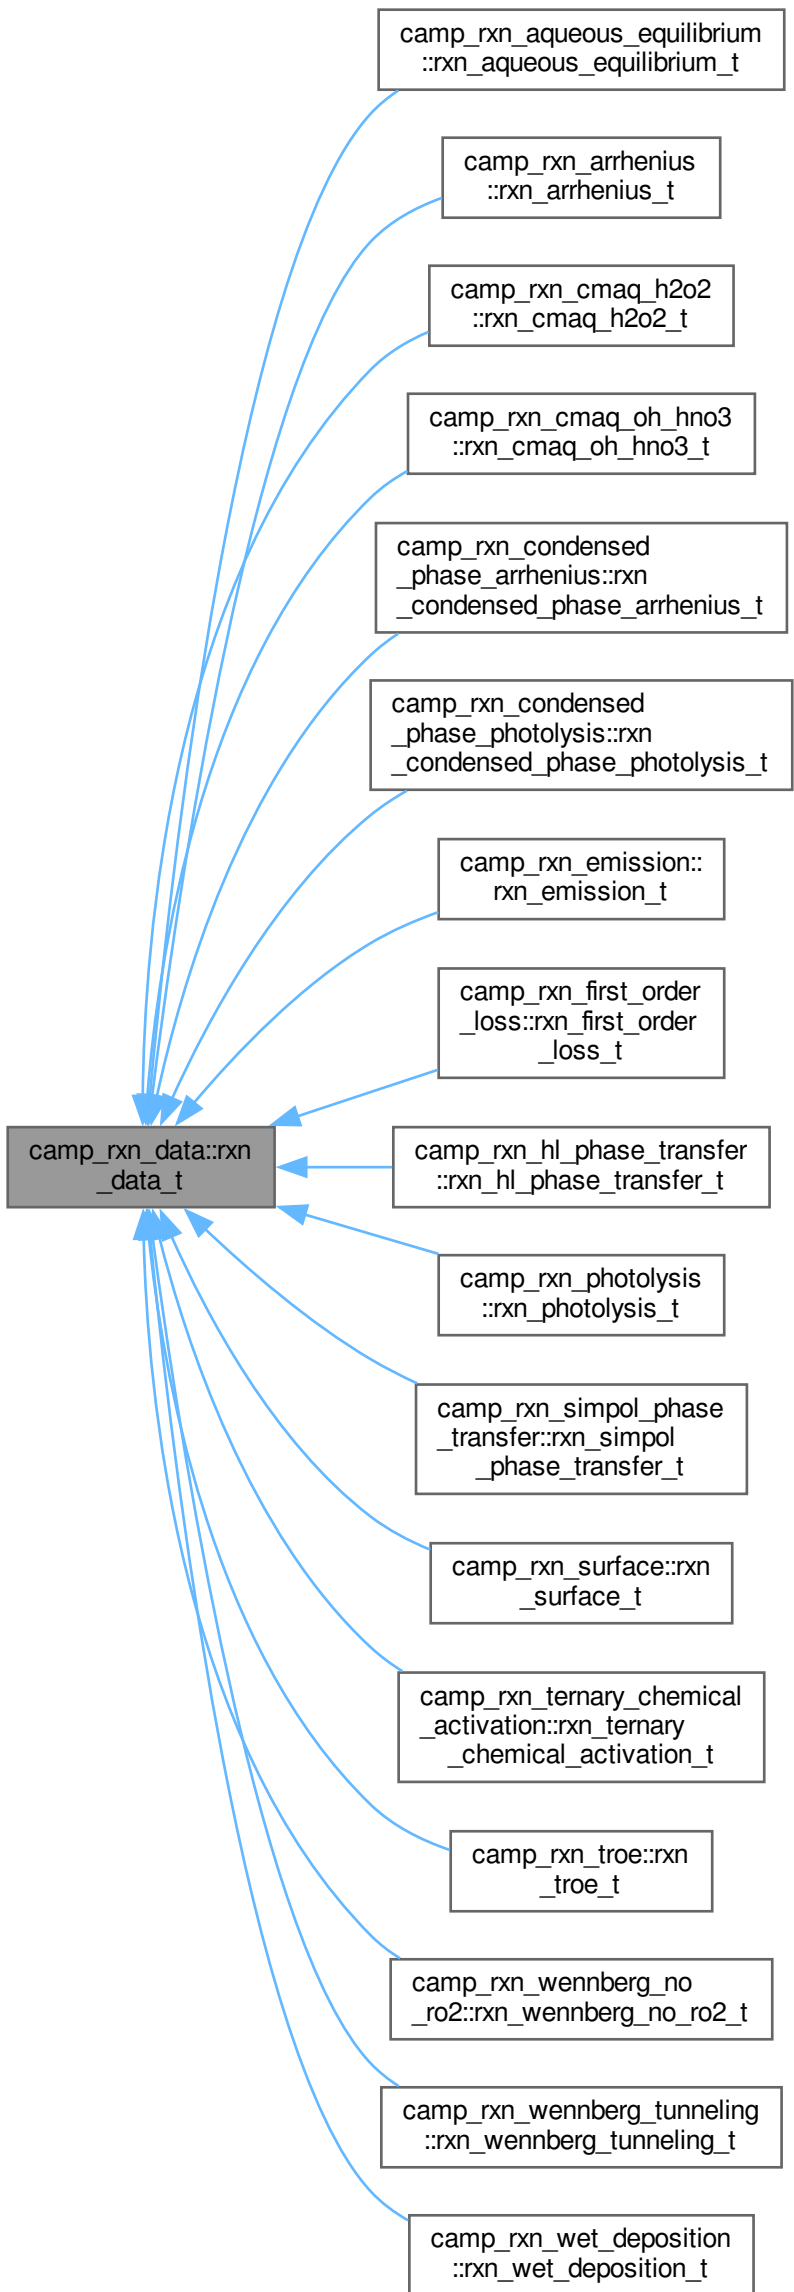 camp_rxn_aqueous_equilibrium
::rxn_aqueous_equilibrium_t
camp_rxn_arrhenius
::rxn_arrhenius_t
camp_rxn_cmaq_h2o2
::rxn_cmaq_h2o2_t
camp_rxn_cmaq_oh_hno3
::rxn_cmaq_oh_hno3_t
camp_rxn_condensed
_phase_arrhenius::rxn
_condensed_phase_arrhenius_t
camp_rxn_condensed
_phase_photolysis::rxn
_condensed_phase_photolysis_t
camp_rxn_emission::
rxn_emission_t
camp_rxn_first_order
_loss::rxn_first_order
_loss_t
camp_rxn_data::rxn
_data_t
camp_rxn_hl_phase_transfer
::rxn_hl_phase_transfer_t
camp_rxn_photolysis
::rxn_photolysis_t
camp_rxn_simpol_phase
_transfer::rxn_simpol
_phase_transfer_t
camp_rxn_surface::rxn
_surface_t
camp_rxn_ternary_chemical
_activation::rxn_ternary
_chemical_activation_t
camp_rxn_troe::rxn
_troe_t
camp_rxn_wennberg_no
_ro2::rxn_wennberg_no_ro2_t
camp_rxn_wennberg_tunneling
::rxn_wennberg_tunneling_t
camp_rxn_wet_deposition
::rxn_wet_deposition_t